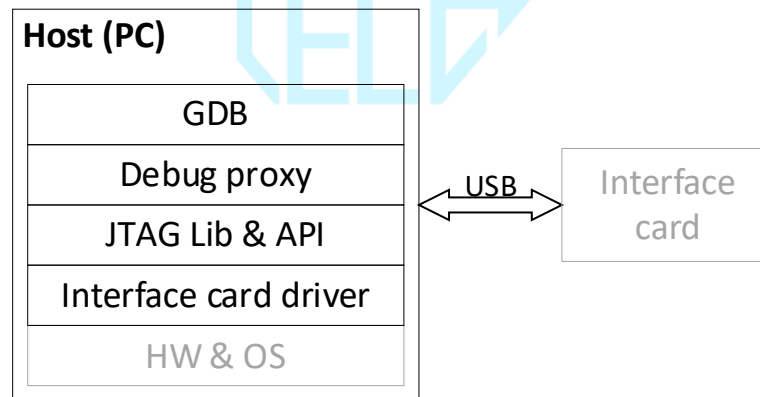 Host (PC)
GDB
Debug proxy
JTAG Lib & API
Interface card driver
HW & OS
USB
Interface
card